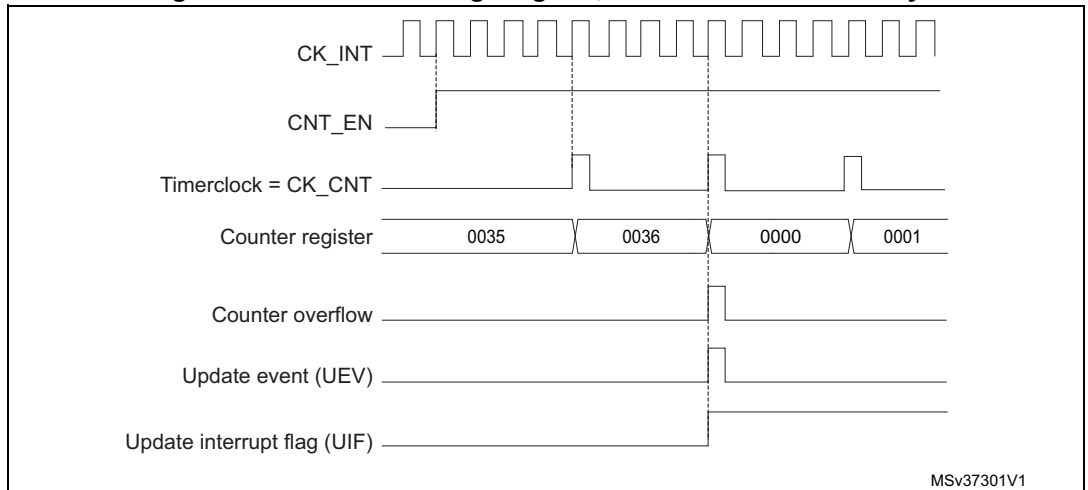 CK_INT
CNT_EN
Timerclock = CK_CNT
Counter register 0035 0036 0000 0001
Counter overflow
Update event (UEV)
Update interrupt flag (UIF)
MSv37301V1